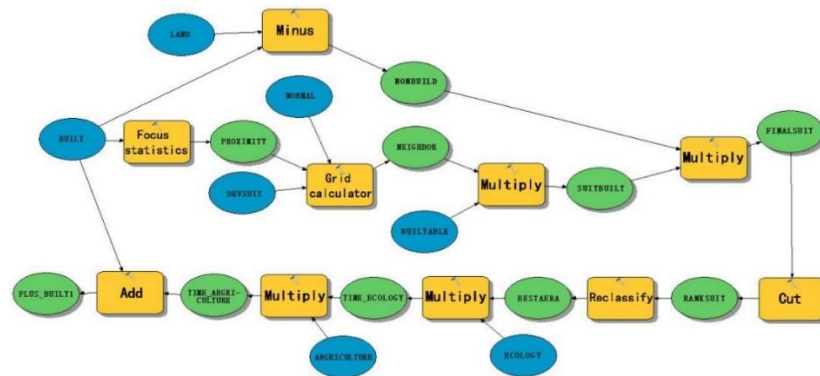 LAND
Minus
NORMAL
NONBUILD
BUILT
Focus
statistics
PROXIMITY
NEIGHBOR
FINALSUIT
Grid
calculator
DEVSUIT
Multiply
SUITBUILT
Multiply
BUILTABLE
PLUS_BUILT1
Add
TIME_ARGRI-
CULTURE
Multiply
TIME_ECOLOGY
Multiply
BESTAERA
Reclassify
RANKSUIT
Cut
ARGRICULTURE
ECOLOGY